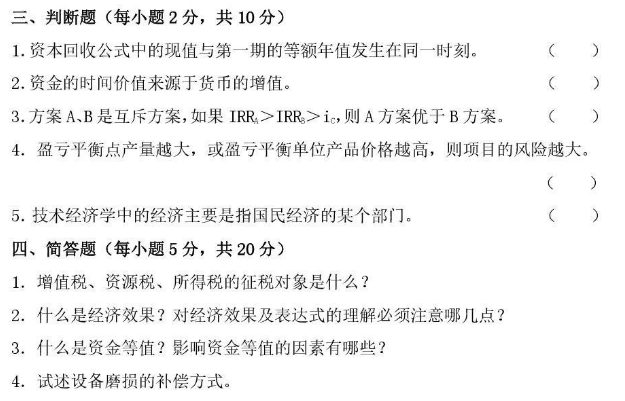 三、判断题（每小题 2 分，共 10 分）
1. 资本回收公式中的现值与第一期的等额年值发生在同一时刻。 （ ）
2. 资金的时间价值来源于货币的增值。 （ ）
3. 方案 A、B 是互斥方案，如果 IRRA＞IRRB＞ic，则 A 方案优于 B 方案。 （ ）
4. 盈亏平衡点产量越大，或盈亏平衡单位产品价格越高，则项目的风险越大。
（ ）
5. 技术经济学中的经济主要是指国民经济的某个部门。 （ ）
四、简答题（每小题 5 分，共 20 分）
1. 增值税、资源税、所得税的征税对象是什么？
2. 什么是经济效果？对经济效果及表达式的理解必须注意哪几点？
3. 什么是资金等值？影响资金等值的因素有哪些？
4. 试述设备磨损的补偿方式。